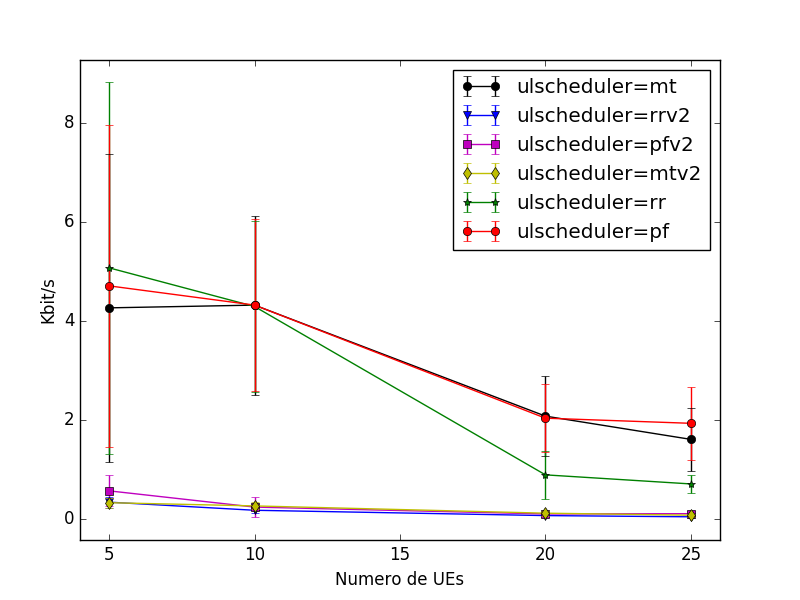 ulscheduler=mt
ulscheduler=rrv2
ulscheduler=pfv2
ulscheduler=mtv2
ulscheduler=rr
ulscheduler=pf
Kbit/s
8
6
4
2
0
5 10 15 20 25
Numero de UEs